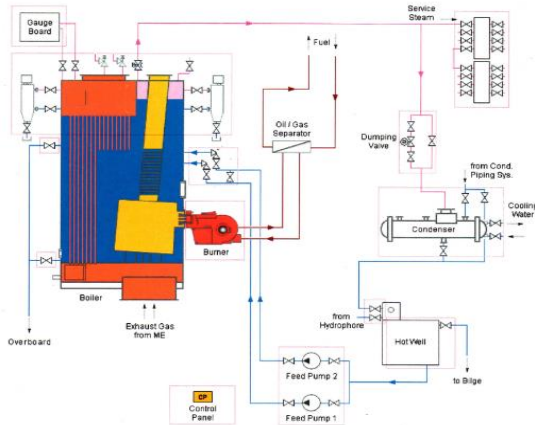 Gauge
Board
Service
Steam
Fuel
Oil / Gas
Separator
Dumping
Valve
from Cond.
Piping Sys.
Cooling
Water
Condenser
Burner
Boiler
Exhaust Gas
from ME
Overboard
from
Hydrophore
Hot Well
to Bilge
Feed Pump 2
Feed Pump 1
CP
Control
Panel